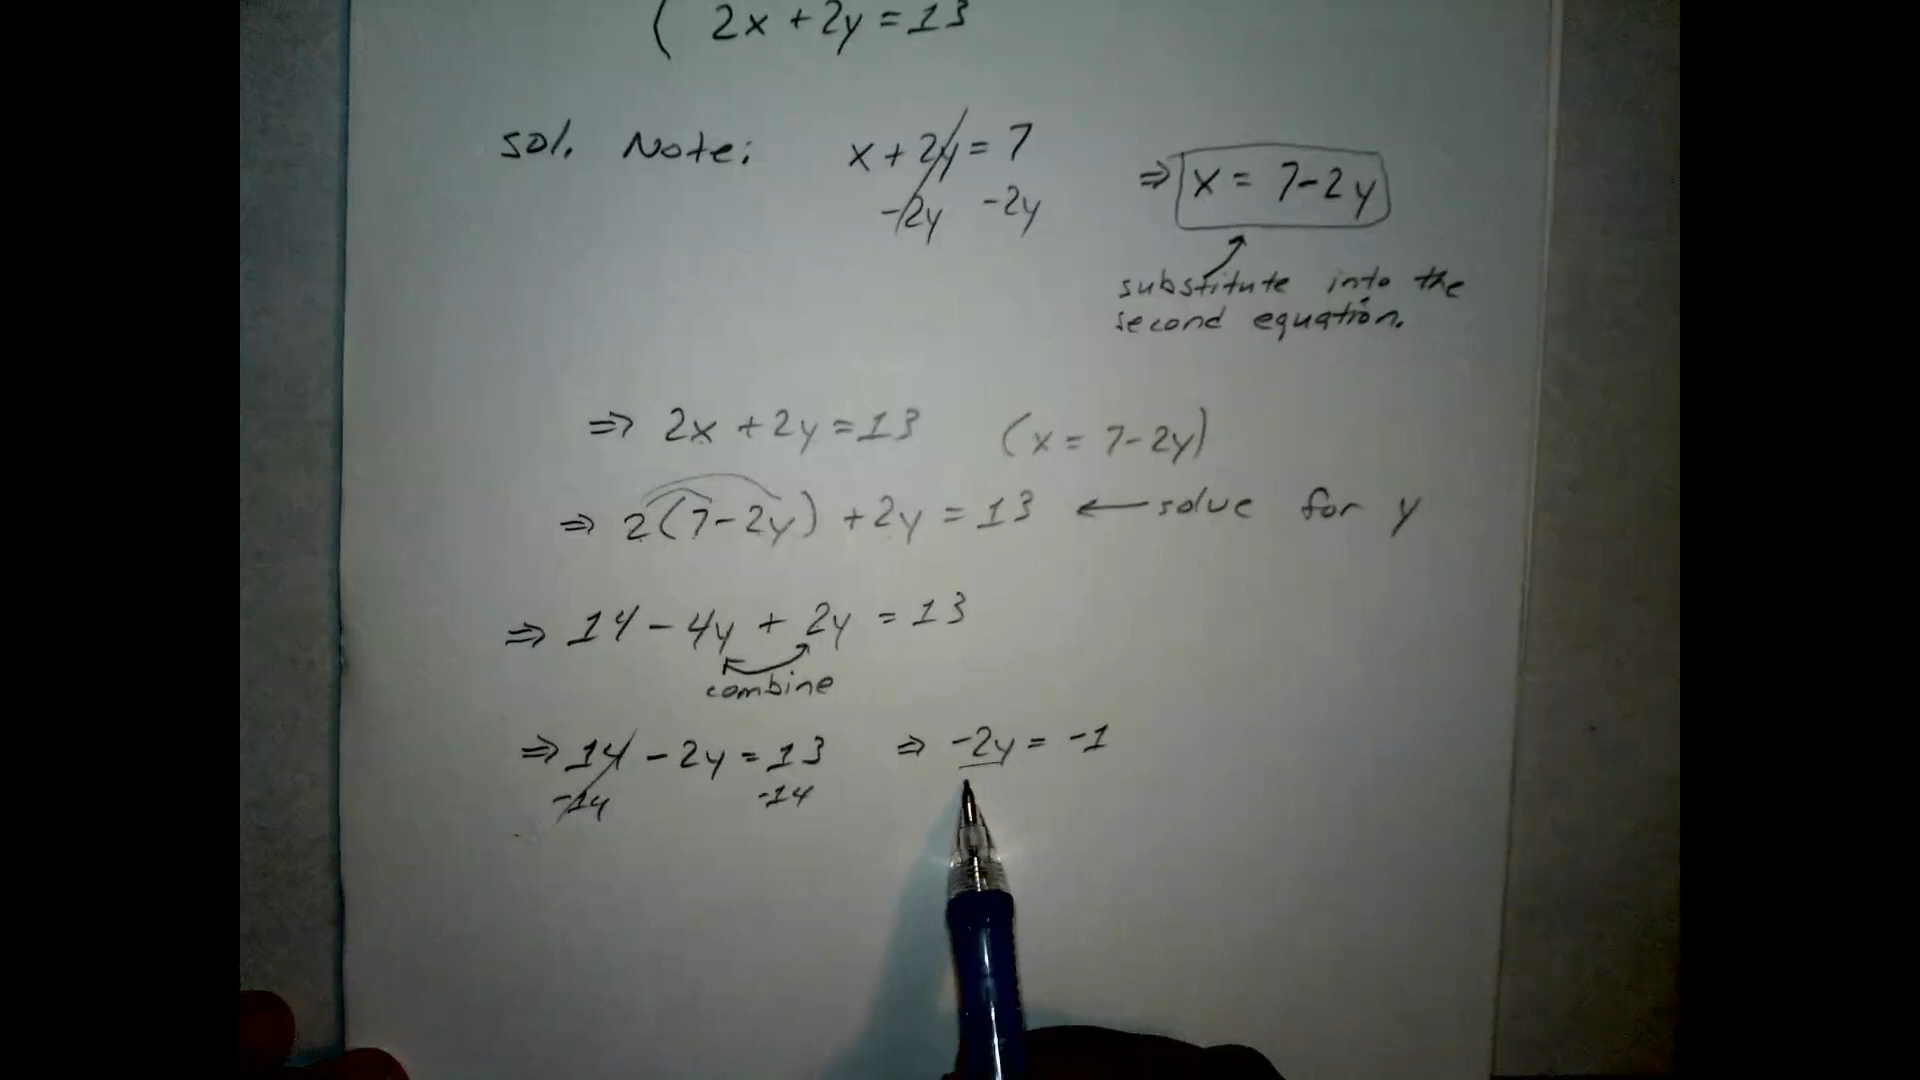 ( 2x + 2y = 13
sol. Note: x + 2y = 7
-2y -2y
⇒ x = 7 - 2y
substitute into the
second equation.
⇒ 2x + 2y = 13 (x = 7 - 2y)
⇒ 2(7 - 2y) + 2y = 13 ← solve for y
⇒ 14 - 4y + 2y = 13
combine
⇒ 14 - 2y = 13 ⇒ -2y = -1
-14 -14